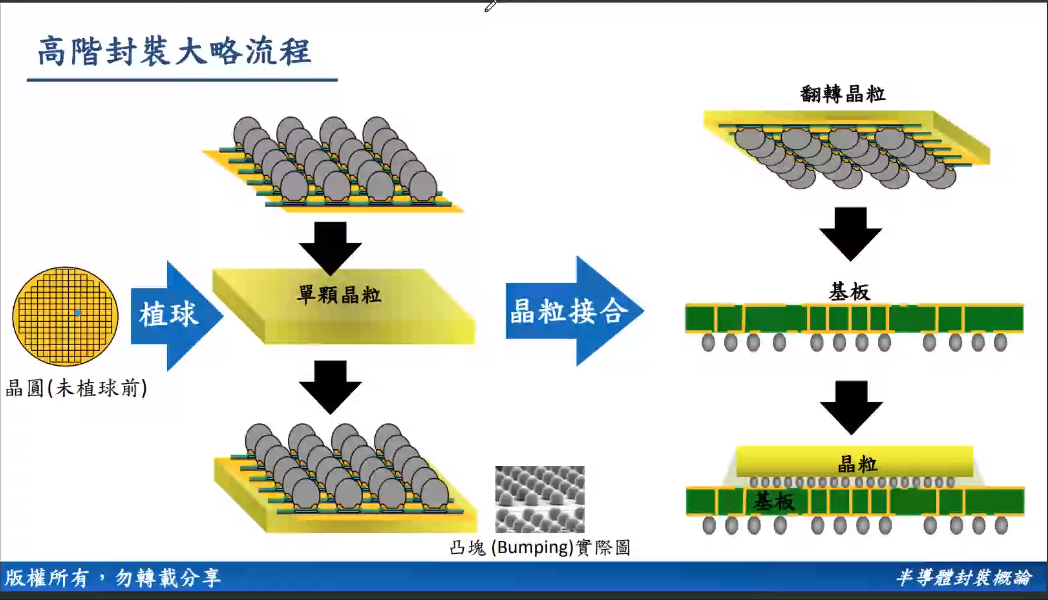 高階封裝大略流程
翻轉晶粒
單顆晶粒
基板
植球
晶粒接合
晶圓(未植球前)
晶粒
基板
凸塊 (Bumping)實際圖
版權所有，勿轉載分享
半導體封裝概論